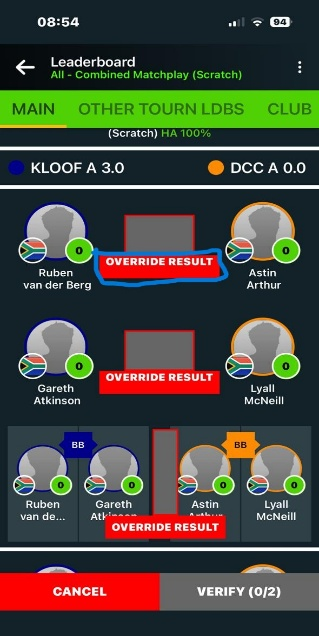 08:54
94
Leaderboard
All - Combined Matchplay (Scratch)
MAIN OTHER TOURN LDBS CLUB
(Scratch) HA 100%
KLOOF A 3.0 DCC A 0.0
0 OVERRIDE RESULT 0
Ruben Astin
van der Berg Arthur
0 OVERRIDE RESULT 0
Gareth Lyall
Atkinson McNeill
BB BB
0 0 0 0
Ruben Gareth Astin Lyall
van de... Atkinson Arthur McNeill
OVERRIDE RESULT
CANCEL VERIFY (0/2)